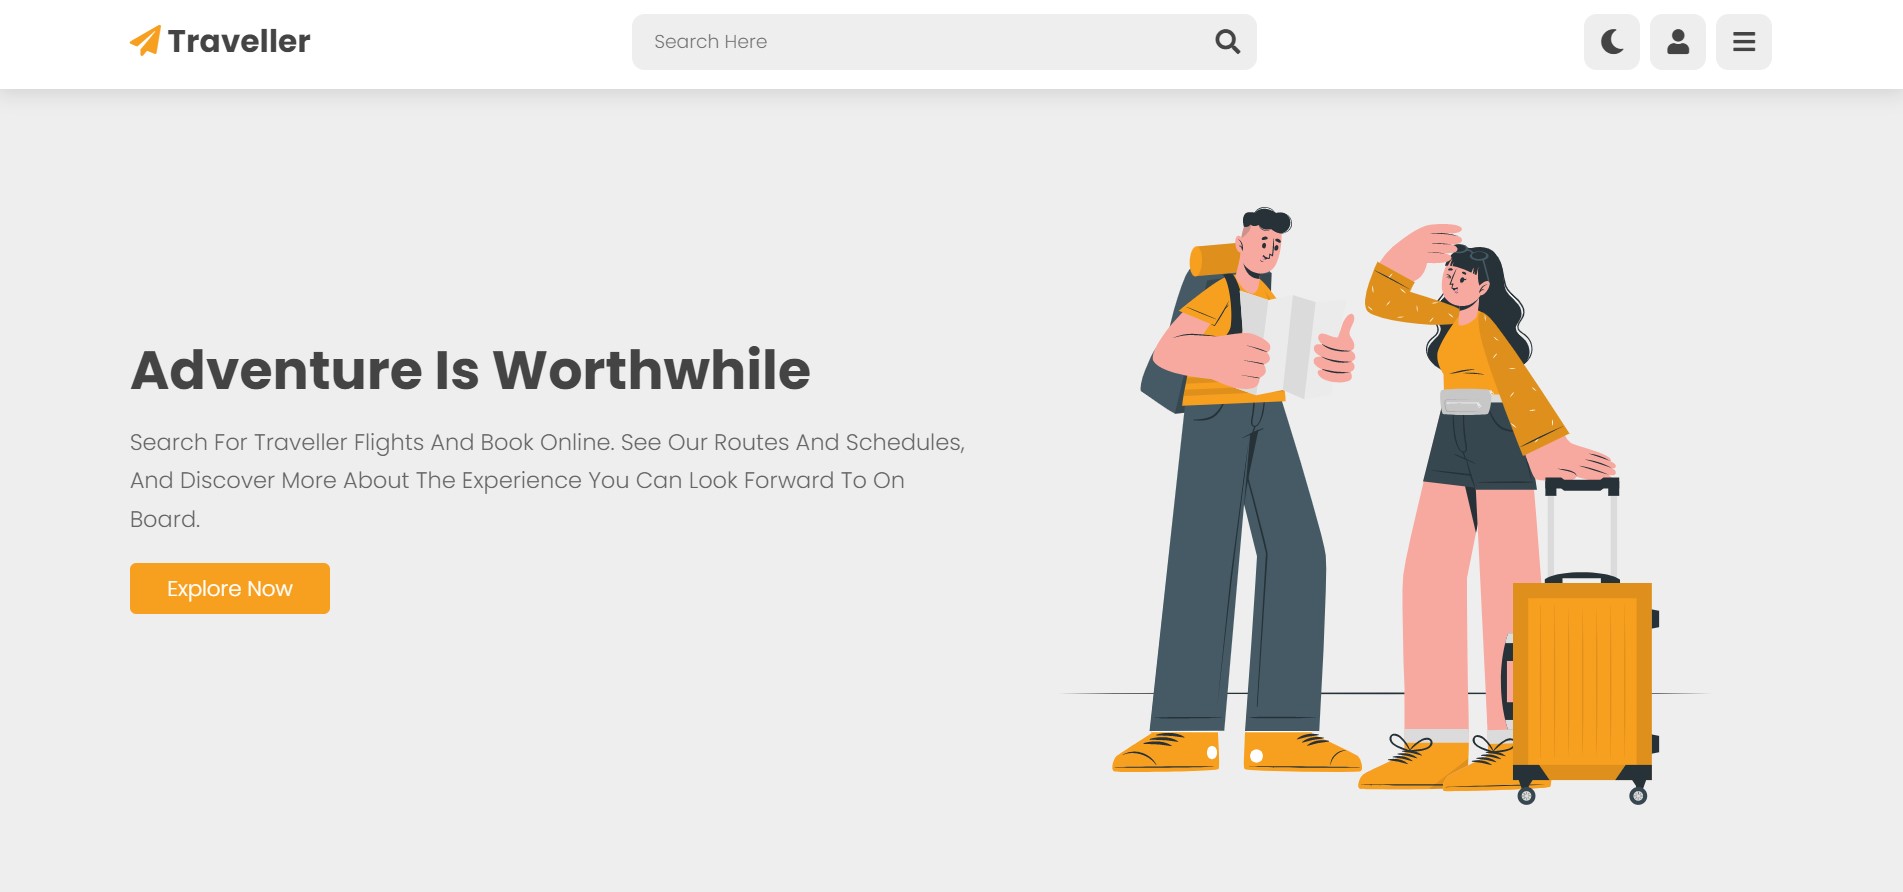 Traveller
Search Here
Adventure Is Worthwhile
Search For Traveller Flights And Book Online. See Our Routes And Schedules,
And Discover More About The Experience You Can Look Forward To On
Board.
Explore Now